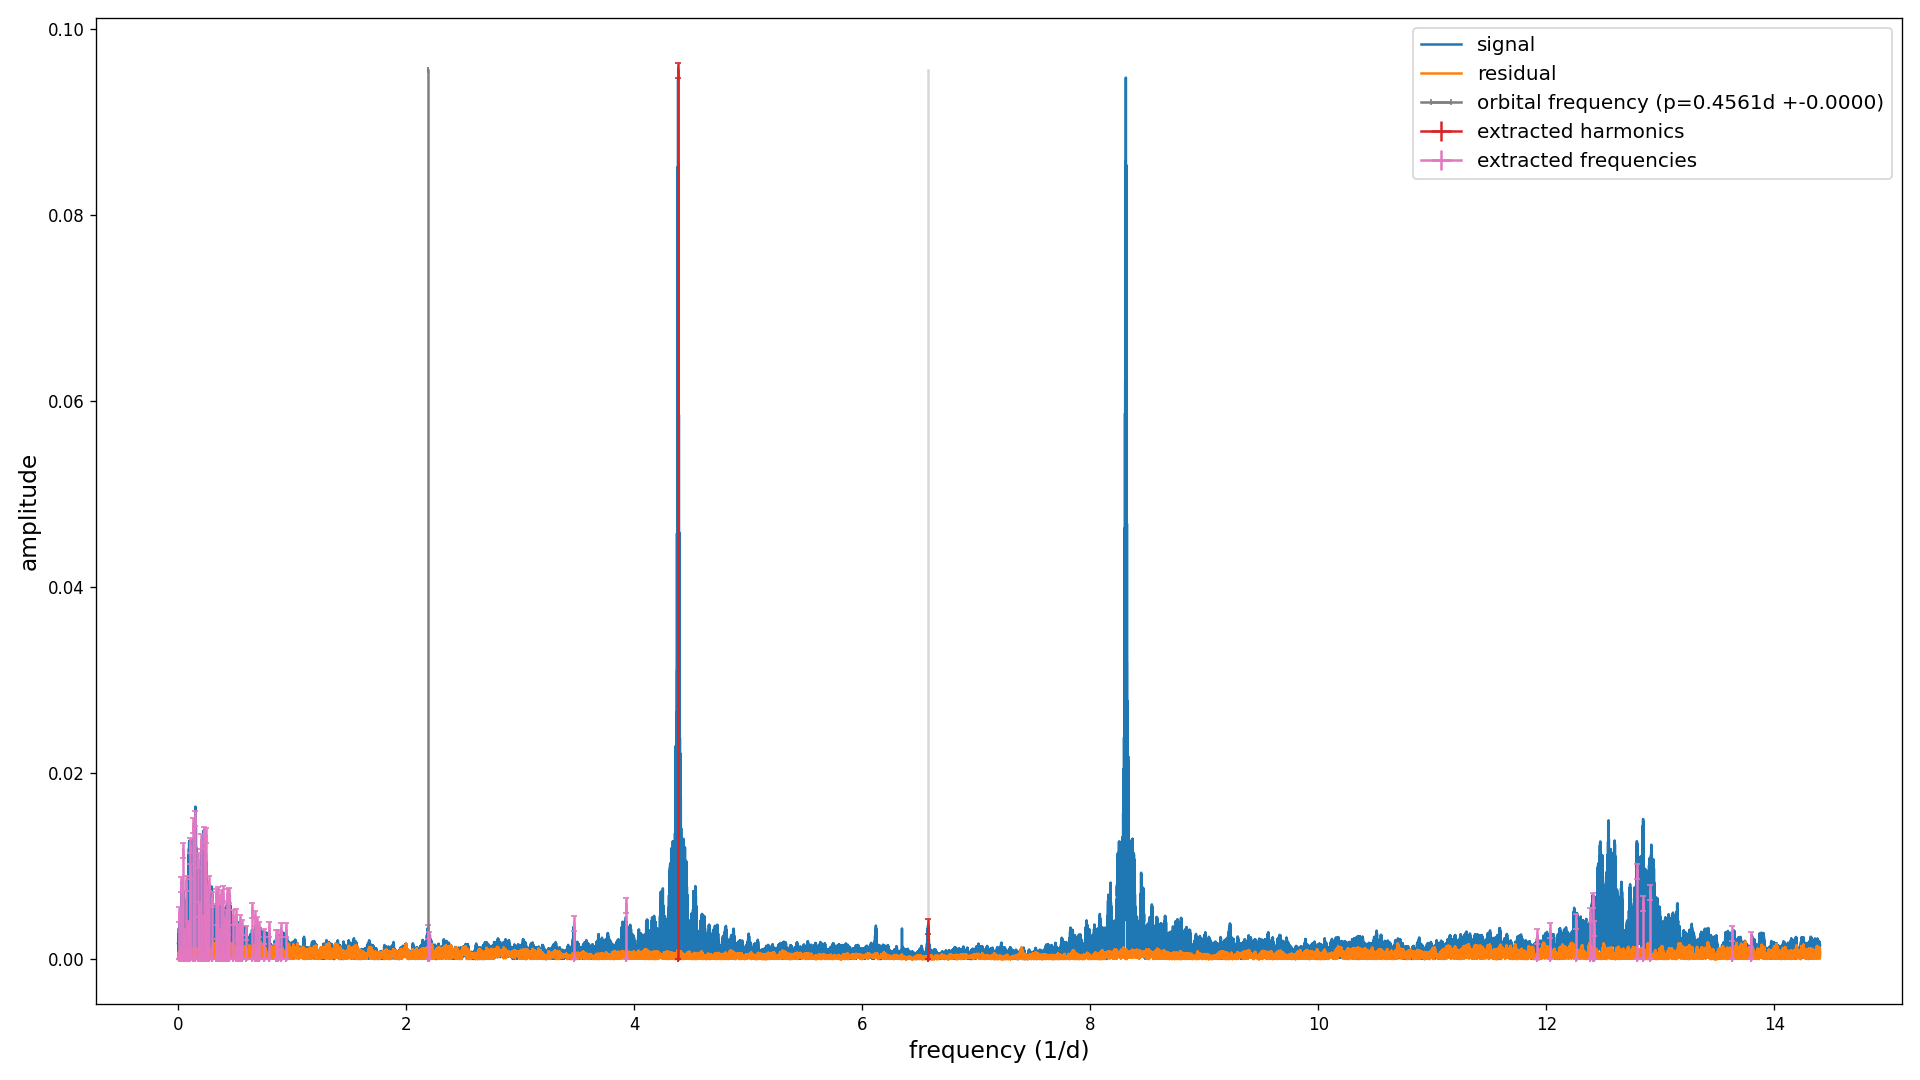 signal
residual
orbital frequency (p=0.4561d +-0.0000)
extracted harmonics
extracted frequencies
amplitude
0.10
0.08
0.06
0.04
0.02
0.00
0 2 4 6 8 10 12 14
frequency (1/d)